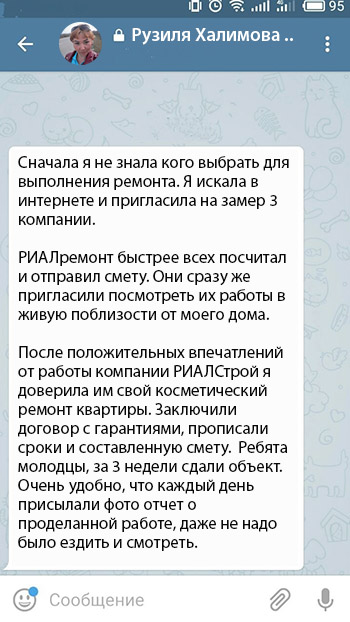 95
Рузиля Халимова ..
Сначала я не знала кого выбрать для
выполнения ремонта. Я искала в
интернете и пригласила на замер 3
компании.
РИАЛремонт быстрее всех посчитал
и отправил смету. Они сразу же
пригласили посмотреть их работы в
живую поблизости от моего дома.
После положительных впечатлений
от работы компании РИАЛСтрой я
доверила им свой косметический
ремонт квартиры. Заключили
договор с гарантиями, прописали
сроки и составленную смету.  Ребята
молодцы, за 3 недели сдали объект.
Очень удобно, что каждый день
присылали фото отчет о
проделанной работе, даже не надо
было ездить и смотреть.
Сообщение